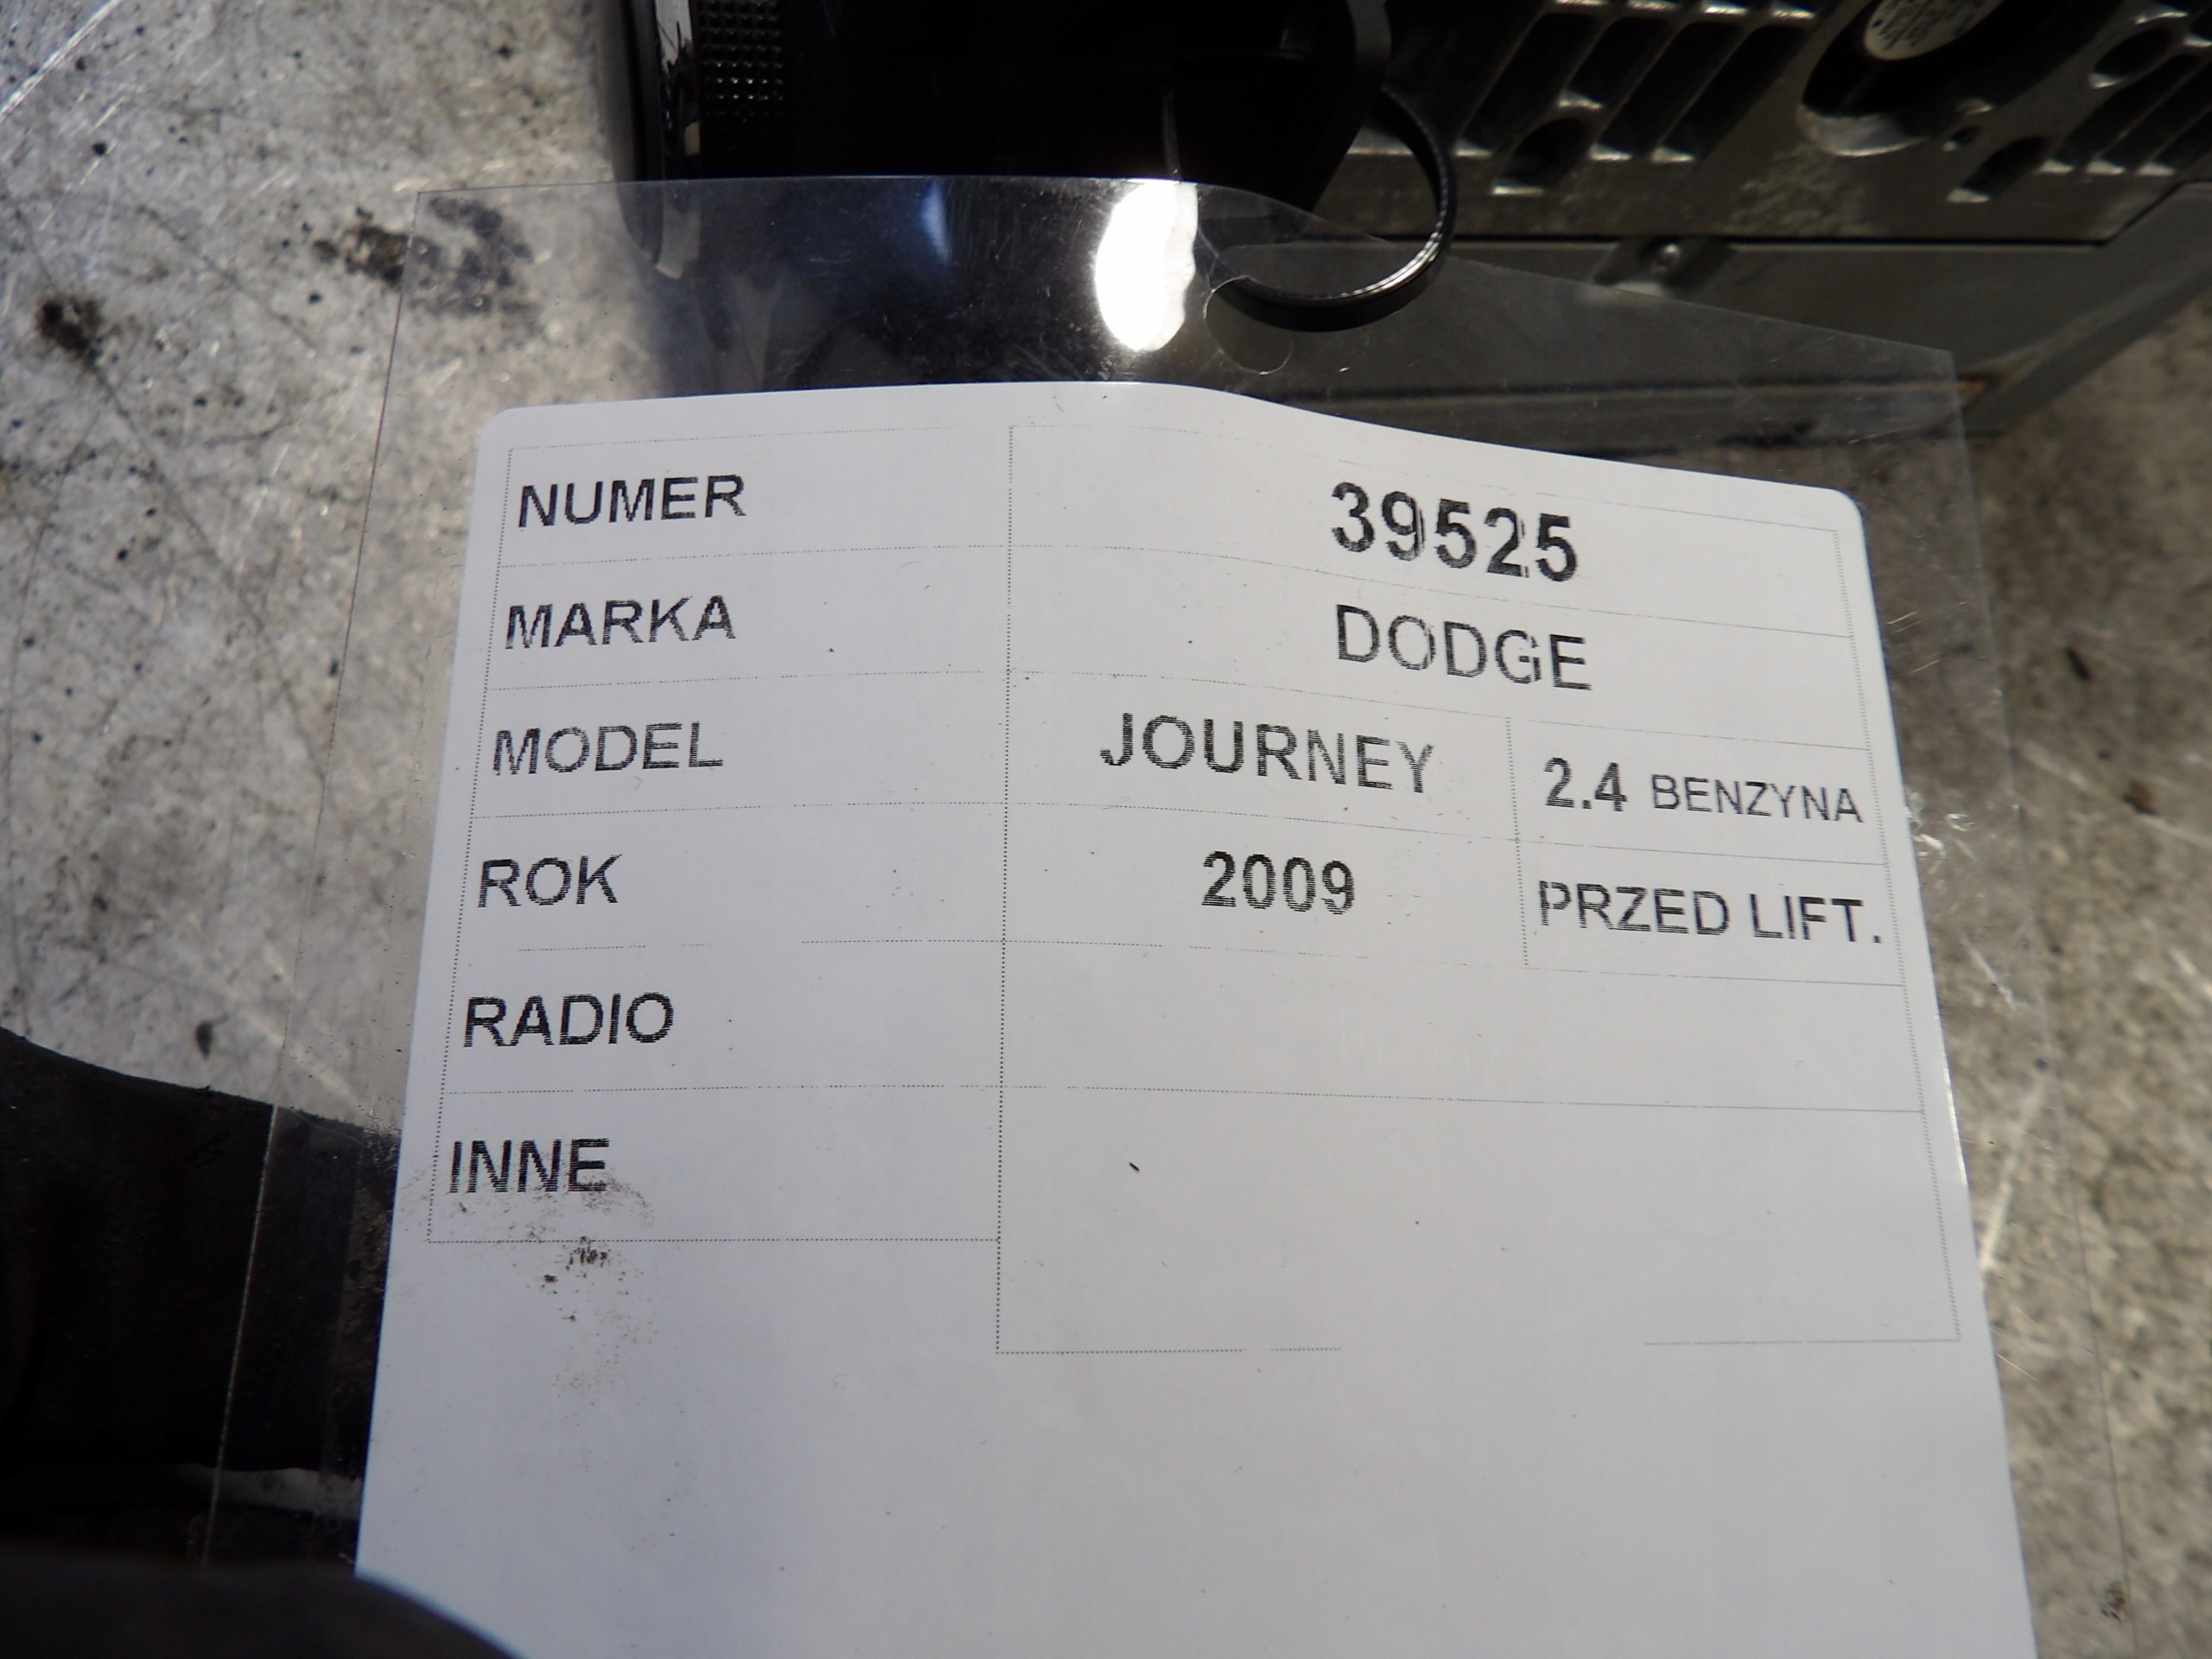 NUMER 39525
MARKA DODGE
MODEL JOURNEY 2.4 BENZYNA
ROK 2009 PRZED LIFT.
RADIO
INNE